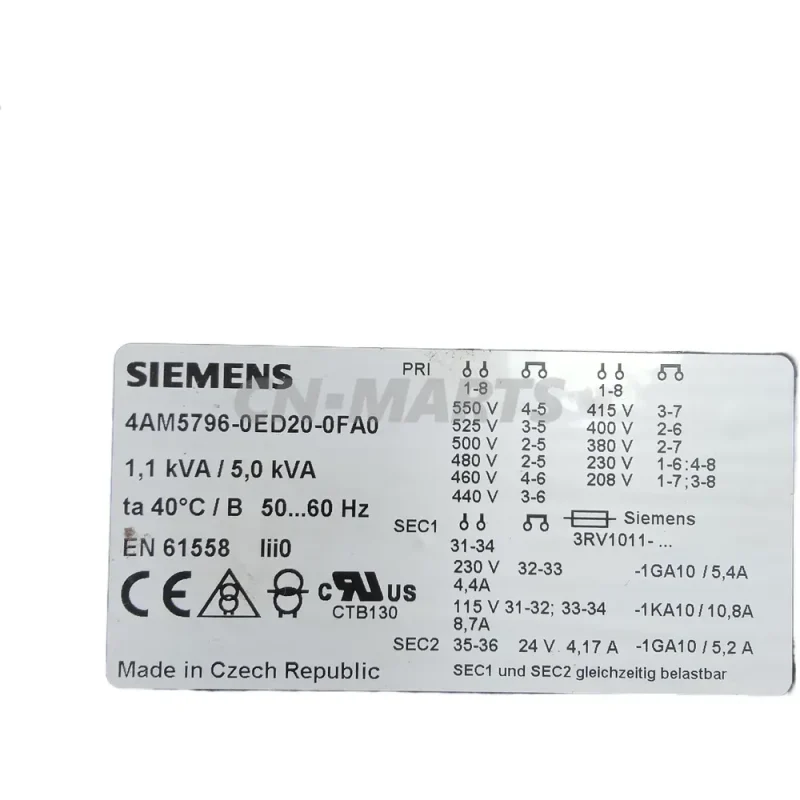 SIEMENS
4AM5796-0ED20-0FA0
1,1 kVA / 5,0 kVA
ta 40°C / B 50...60 Hz
EN 61558 Iii0
CE c RU US
CTB130
Made in Czech Republic
PRI
1-8 1-8
550 V 4-5 415 V 3-7
525 V 3-5 400 V 2-6
500 V 2-5 380 V 2-7
480 V 2-5 230 V 1-6;4-8
460 V 4-6 208 V 1-7;3-8
440 V 3-6
SEC1 Siemens
31-34 3RV1011- ...
230 V 32-33 -1GA10 / 5,4A
4,4A
115 V 31-32; 33-34 -1KA10 / 10,8A
8,7A
SEC2 35-36 24 V 4,17 A -1GA10 / 5,2 A
SEC1 und SEC2 gleichzeitig belastbar
CN-MARTS